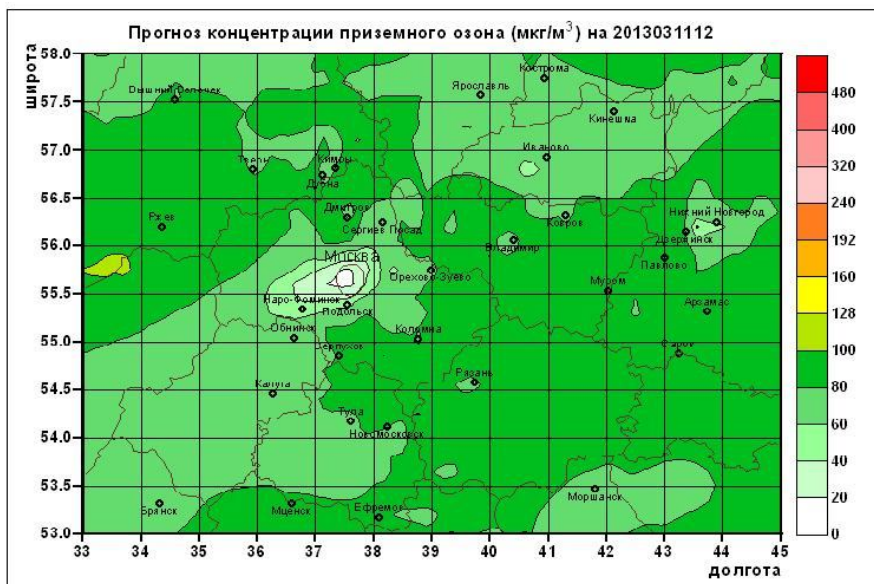 Прогноз концентрации приземного озона (мкг/м³) на 2013031112
широта
58.0
57.5
57.0
56.5
56.0
55.5
55.0
54.5
54.0
53.5
53.0
33 34 35 36 37 38 39 40 41 42 43 44 45
долгота
Кострома
Ярославль
Кинешма
Иваново
Тверь
Кимры
Дубна
Дмитров
Сергиев Посад
Ржев
Нижний Новгород
Ковров
Дзержинск
Владимир
Москва
Павлово
Орехово-Зуево
Муром
Наро-Фоминск
Подольск
Арзамас
Обнинск
Коломна
Серпухов
Саров
Рязань
Калуга
Тула
Новомосковск
Моршанск
Брянск
Мценск
Ефремов
480
400
320
240
192
160
128
100
80
60
40
20
0